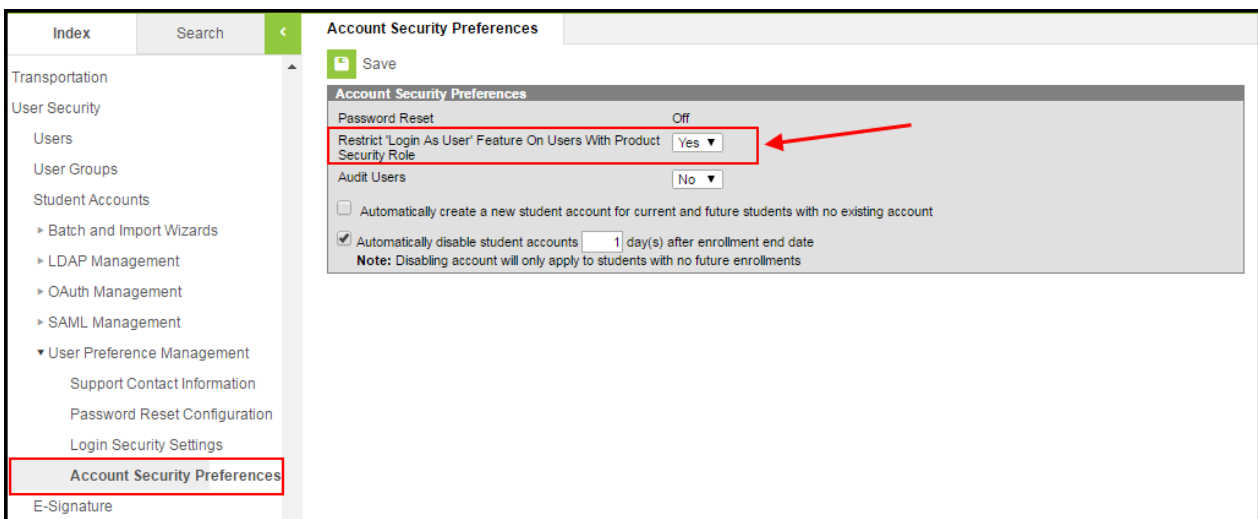 Index
Search
Transportation
User Security
Users
User Groups
Student Accounts
Batch and Import Wizards
LDAP Management
OAuth Management
SAML Management
User Preference Management
Support Contact Information
Password Reset Configuration
Login Security Settings
Account Security Preferences
E-Signature
Account Security Preferences
Save
Account Security Preferences
Password Reset Off
Restrict 'Login As User' Feature On Users With Product Yes
Security Role
Audit Users No
Automatically create a new student account for current and future students with no existing account
Automatically disable student accounts 1 day(s) after enrollment end date
Note: Disabling account will only apply to students with no future enrollments